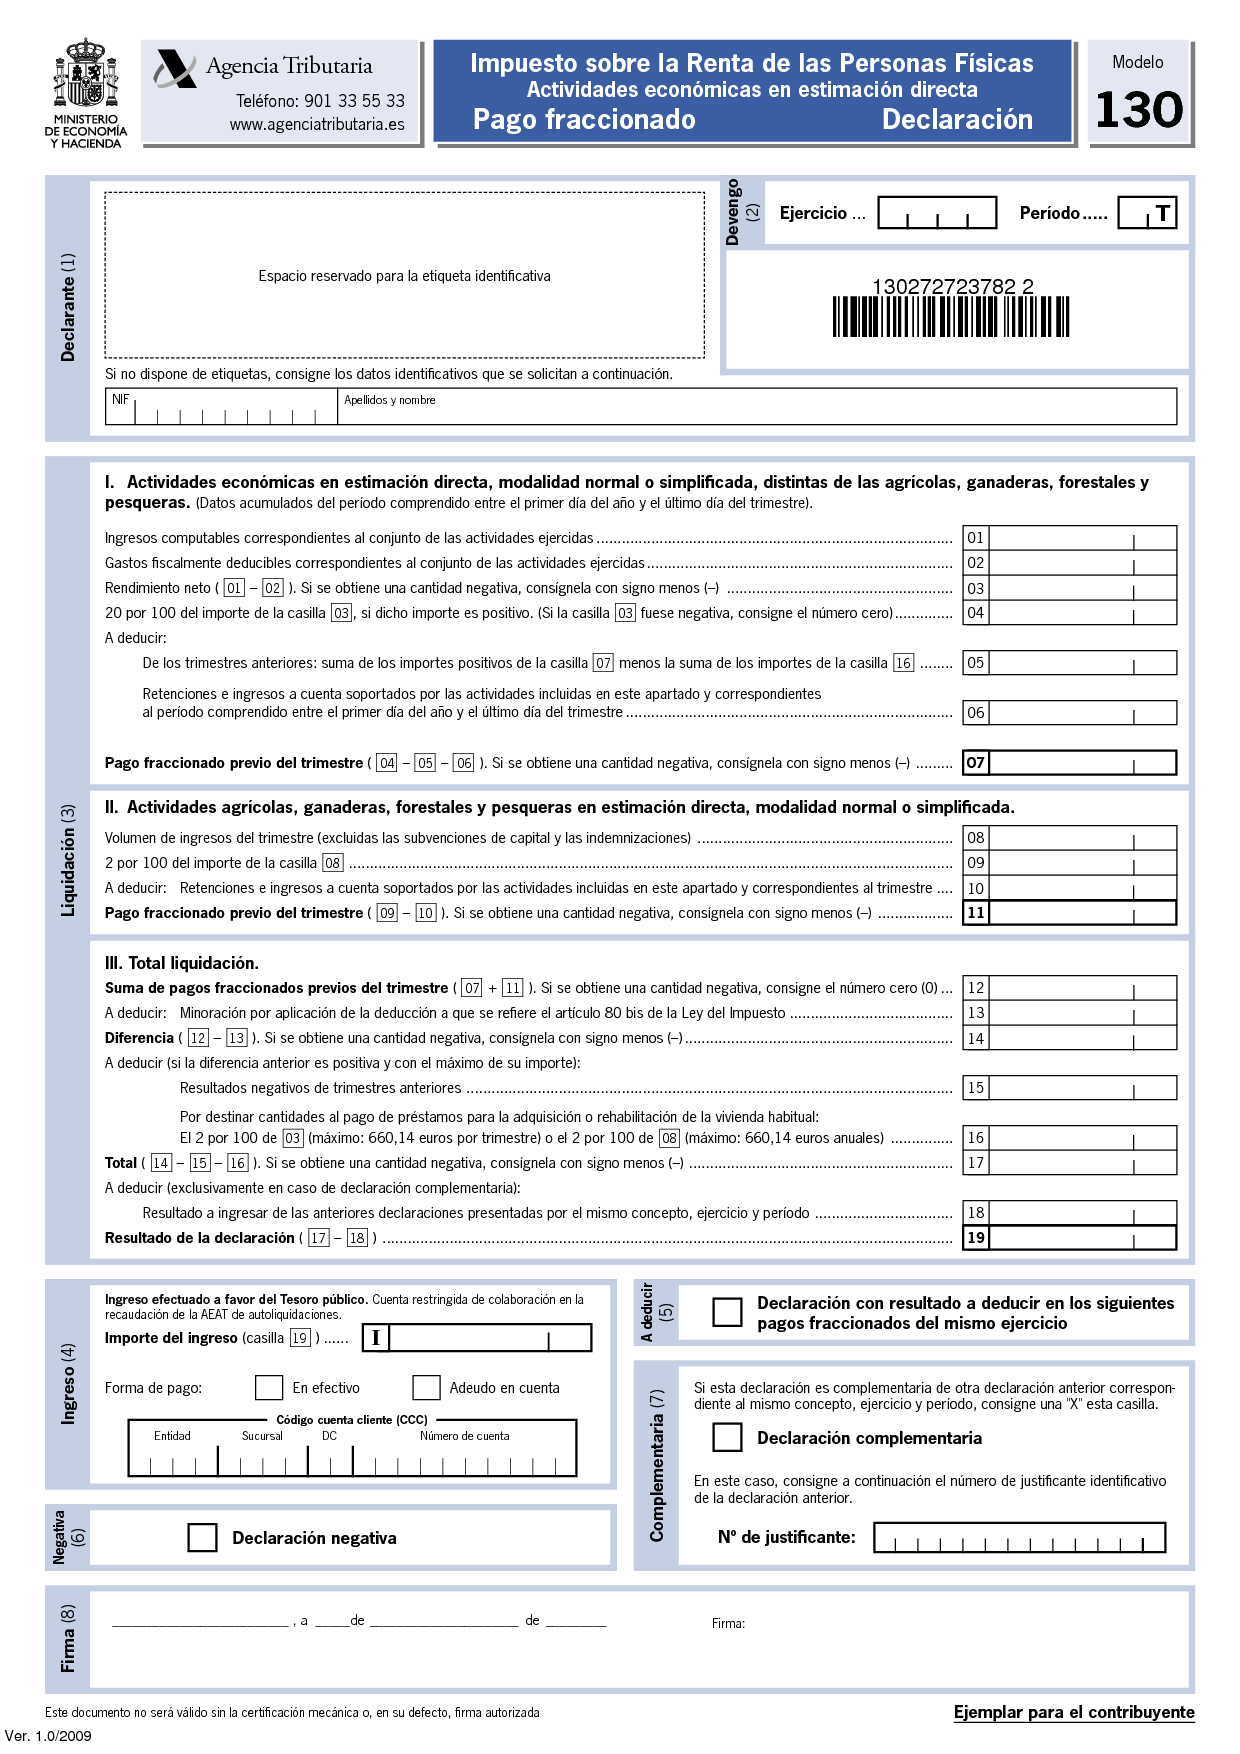 MINISTERIO
DE ECONOMÍA
Y HACIENDA
Agencia Tributaria
Teléfono: 901 33 55 33
www.agenciatributaria.es
Impuesto sobre la Renta de las Personas Físicas
Actividades económicas en estimación directa
Pago fraccionado Declaración
Modelo
130
Declarante (1)
Espacio reservado para la etiqueta identificativa
Si no dispone de etiquetas, consigne los datos identificativos que se solicitan a continuación.
NIF
Apellidos y nombre
Devengo
(2)
Ejercicio ...
Período ..... T
130272723782 2
Liquidación (3)
I. Actividades económicas en estimación directa, modalidad normal o simplificada, distintas de las agrícolas, ganaderas, forestales y
pesqueras. (Datos acumulados del período comprendido entre el primer día del año y el último día del trimestre).
Ingresos computables correspondientes al conjunto de las actividades ejercidas ..... 01
Gastos fiscalmente deducibles correspondientes al conjunto de las actividades ejercidas ..... 02
Rendimiento neto ( 01 – 02 ). Si se obtiene una cantidad negativa, consígnela con signo menos (–) ..... 03
20 por 100 del importe de la casilla 03, si dicho importe es positivo. (Si la casilla 03 fuese negativa, consigne el número cero) ..... 04
A deducir:
De los trimestres anteriores: suma de los importes positivos de la casilla 07 menos la suma de los importes de la casilla 16 ........ 05
Retenciones e ingresos a cuenta soportados por las actividades incluidas en este apartado y correspondientes
al período comprendido entre el primer día del año y el último día del trimestre ..... 06
Pago fraccionado previo del trimestre ( 04 – 05 – 06 ). Si se obtiene una cantidad negativa, consígnela con signo menos (–) ......... 07
II. Actividades agrícolas, ganaderas, forestales y pesqueras en estimación directa, modalidad normal o simplificada.
Volumen de ingresos del trimestre (excluidas las subvenciones de capital y las indemnizaciones) ..... 08
2 por 100 del importe de la casilla 08 ..... 09
A deducir: Retenciones e ingresos a cuenta soportados por las actividades incluidas en este apartado y correspondientes al trimestre .... 10
Pago fraccionado previo del trimestre ( 09 – 10 ). Si se obtiene una cantidad negativa, consígnela con signo menos (–) ..... 11
III. Total liquidación.
Suma de pagos fraccionados previos del trimestre ( 07 + 11 ). Si se obtiene una cantidad negativa, consigne el número cero (0) ... 12
A deducir: Minoración por aplicación de la deducción a que se refiere el artículo 80 bis de la Ley del Impuesto ..... 13
Diferencia ( 12 – 13 ). Si se obtiene una cantidad negativa, consígnela con signo menos (–) ..... 14
A deducir (si la diferencia anterior es positiva y con el máximo de su importe):
Resultados negativos de trimestres anteriores ..... 15
Por destinar cantidades al pago de préstamos para la adquisición o rehabilitación de la vivienda habitual:
El 2 por 100 de 03 (máximo: 660,14 euros por trimestre) o el 2 por 100 de 08 (máximo: 660,14 euros anuales) ..... 16
Total ( 14 – 15 – 16 ). Si se obtiene una cantidad negativa, consígnela con signo menos (–) ..... 17
A deducir (exclusivamente en caso de declaración complementaria):
Resultado a ingresar de las anteriores declaraciones presentadas por el mismo concepto, ejercicio y período ..... 18
Resultado de la declaración ( 17 – 18 ) ..... 19
Ingreso (4)
Ingreso efectuado a favor del Tesoro público. Cuenta restringida de colaboración en la
recaudación de la AEAT de autoliquidaciones.
Importe del ingreso (casilla 19 ) ...... I
Forma de pago: En efectivo Adeudo en cuenta
Código cuenta cliente (CCC)
Entidad Sucursal DC Número de cuenta
Negativa
(6)
Declaración negativa
A deducir
(5)
Declaración con resultado a deducir en los siguientes
pagos fraccionados del mismo ejercicio
Complementaria (7)
Si esta declaración es complementaria de otra declaración anterior correspon-
diente al mismo concepto, ejercicio y período, consigne una "X" esta casilla.
Declaración complementaria
En este caso, consigne a continuación el número de justificante identificativo
de la declaración anterior.
Nº de justificante:
Firma (8)
, a de de
Firma:
Este documento no será válido sin la certificación mecánica o, en su defecto, firma autorizada
Ejemplar para el contribuyente
Ver. 1.0/2009